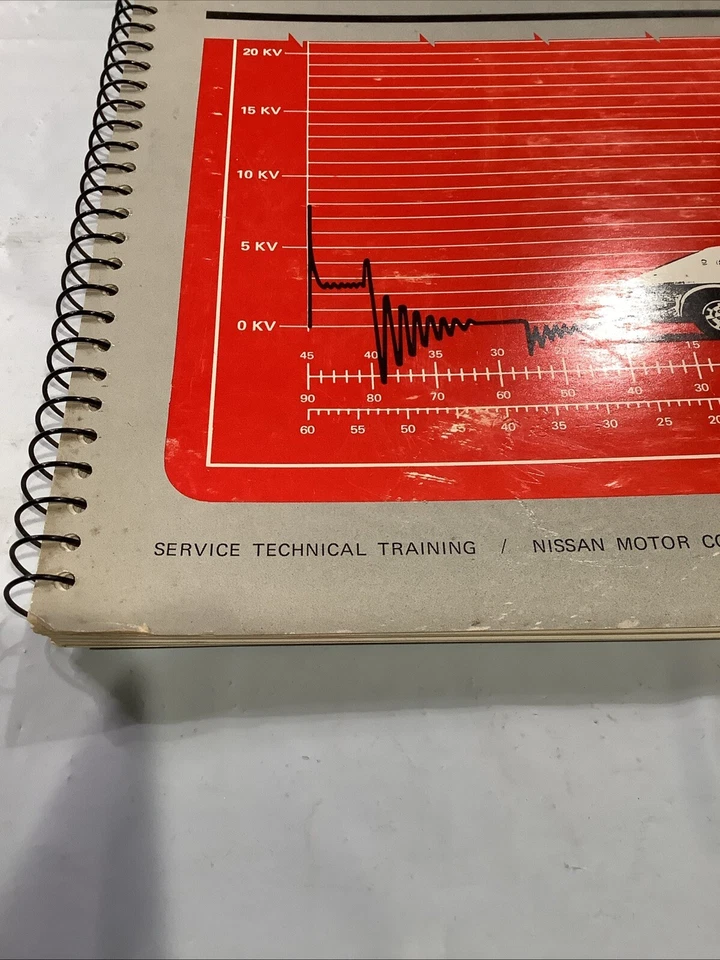 20 KV
15 KV
10 KV
5 KV
0 KV
45 40 35 30 15
90 80 70 60 50 40 30
60 55 50 45 40 35 30 25 20
SERVICE TECHNICAL TRAINING / NISSAN MOTOR CO